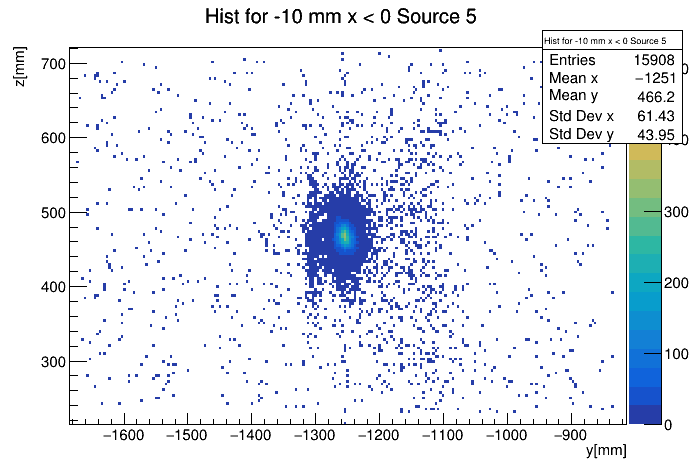 Hist for -10 mm x < 0 Source 5
z[mm]
Hist for -10 mm x < 0 Source 5
Entries 15908
Mean x −1251
Mean y 466.2
Std Dev x 61.43
Std Dev y 43.95
700
600
500
400
300
−1600 −1500 −1400 −1300 −1200 −1100 −1000 −900
y[mm]
300
200
100
0